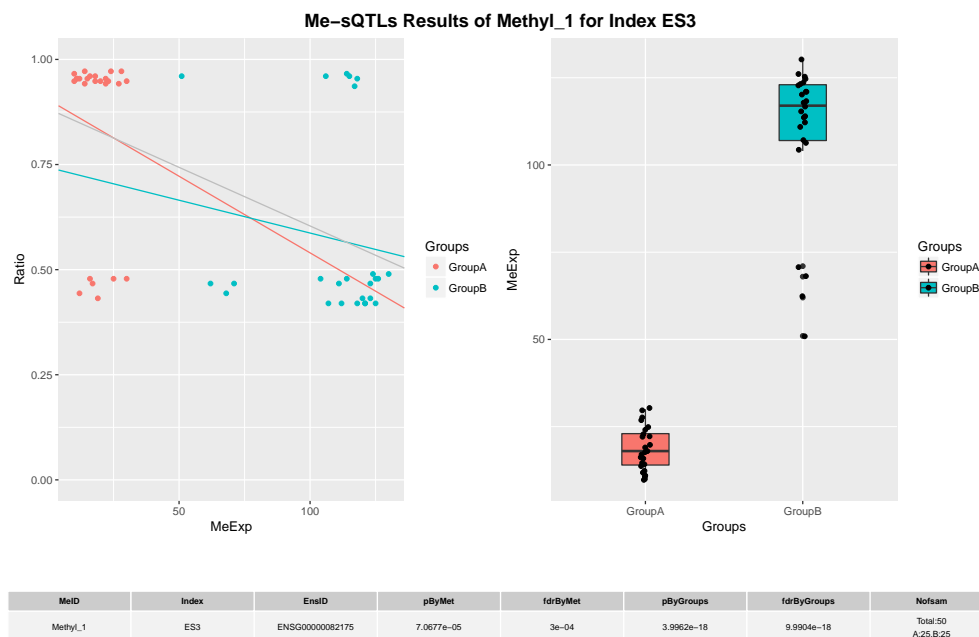 Me−sQTLs Results of Methyl_1 for Index ES3
1.00
0.75
0.50
0.25
0.00
Ratio
50
100
MeExp
Groups
GroupA
GroupB
100
50
MeExp
GroupA
GroupB
Groups
Groups
GroupA
GroupB
MeID Index EnsID pByMet fdrByMet pByGroups fdrByGroups Nofsam
Methyl_1 ES3 ENSG00000082175 7.0677e−05 3e−04 3.9962e−18 9.9904e−18 Total:50
A:25,B:25